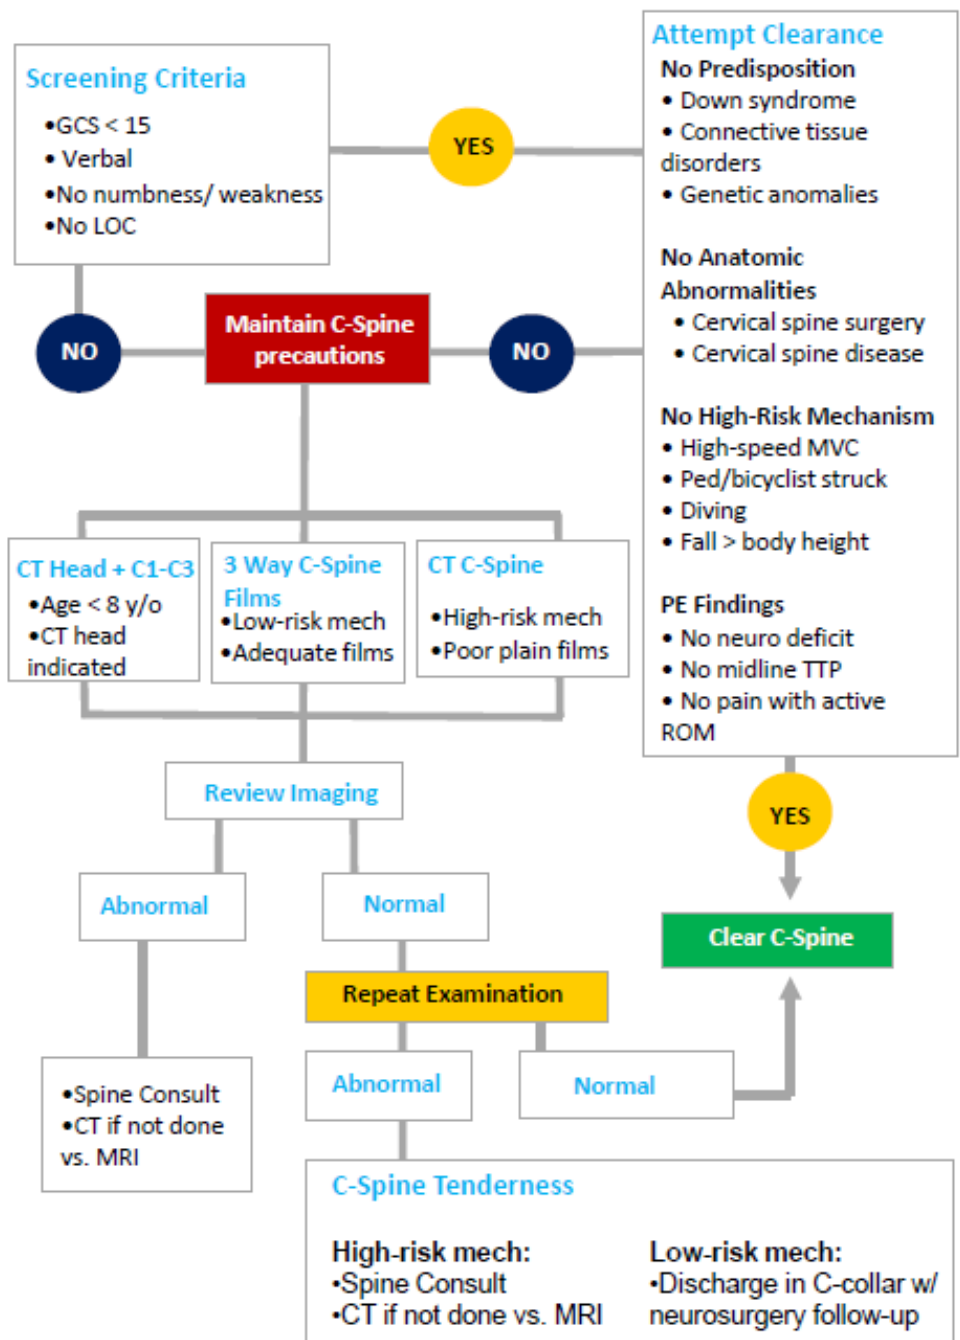 Screening Criteria
•GCS < 15
• Verbal
•No numbness/ weakness
•No LOC
YES
Attempt Clearance
No Predisposition
• Down syndrome
• Connective tissue
disorders
• Genetic anomalies
No Anatomic
Abnormalities
• Cervical spine surgery
• Cervical spine disease
No High-Risk Mechanism
• High-speed MVC
• Ped/bicyclist struck
• Diving
• Fall > body height
PE Findings
• No neuro deficit
• No midline TTP
• No pain with active
ROM
NO
Maintain C-Spine
precautions
NO
CT Head + C1-C3
•Age < 8 y/o
•CT head
indicated
3 Way C-Spine
Films
•Low-risk mech
•Adequate films
CT C-Spine
•High-risk mech
•Poor plain films
Review Imaging
YES
Abnormal
Normal
Clear C-Spine
Repeat Examination
•Spine Consult
•CT if not done
vs. MRI
Abnormal
Normal
C-Spine Tenderness
High-risk mech:
•Spine Consult
•CT if not done vs. MRI
Low-risk mech:
•Discharge in C-collar w/
neurosurgery follow-up